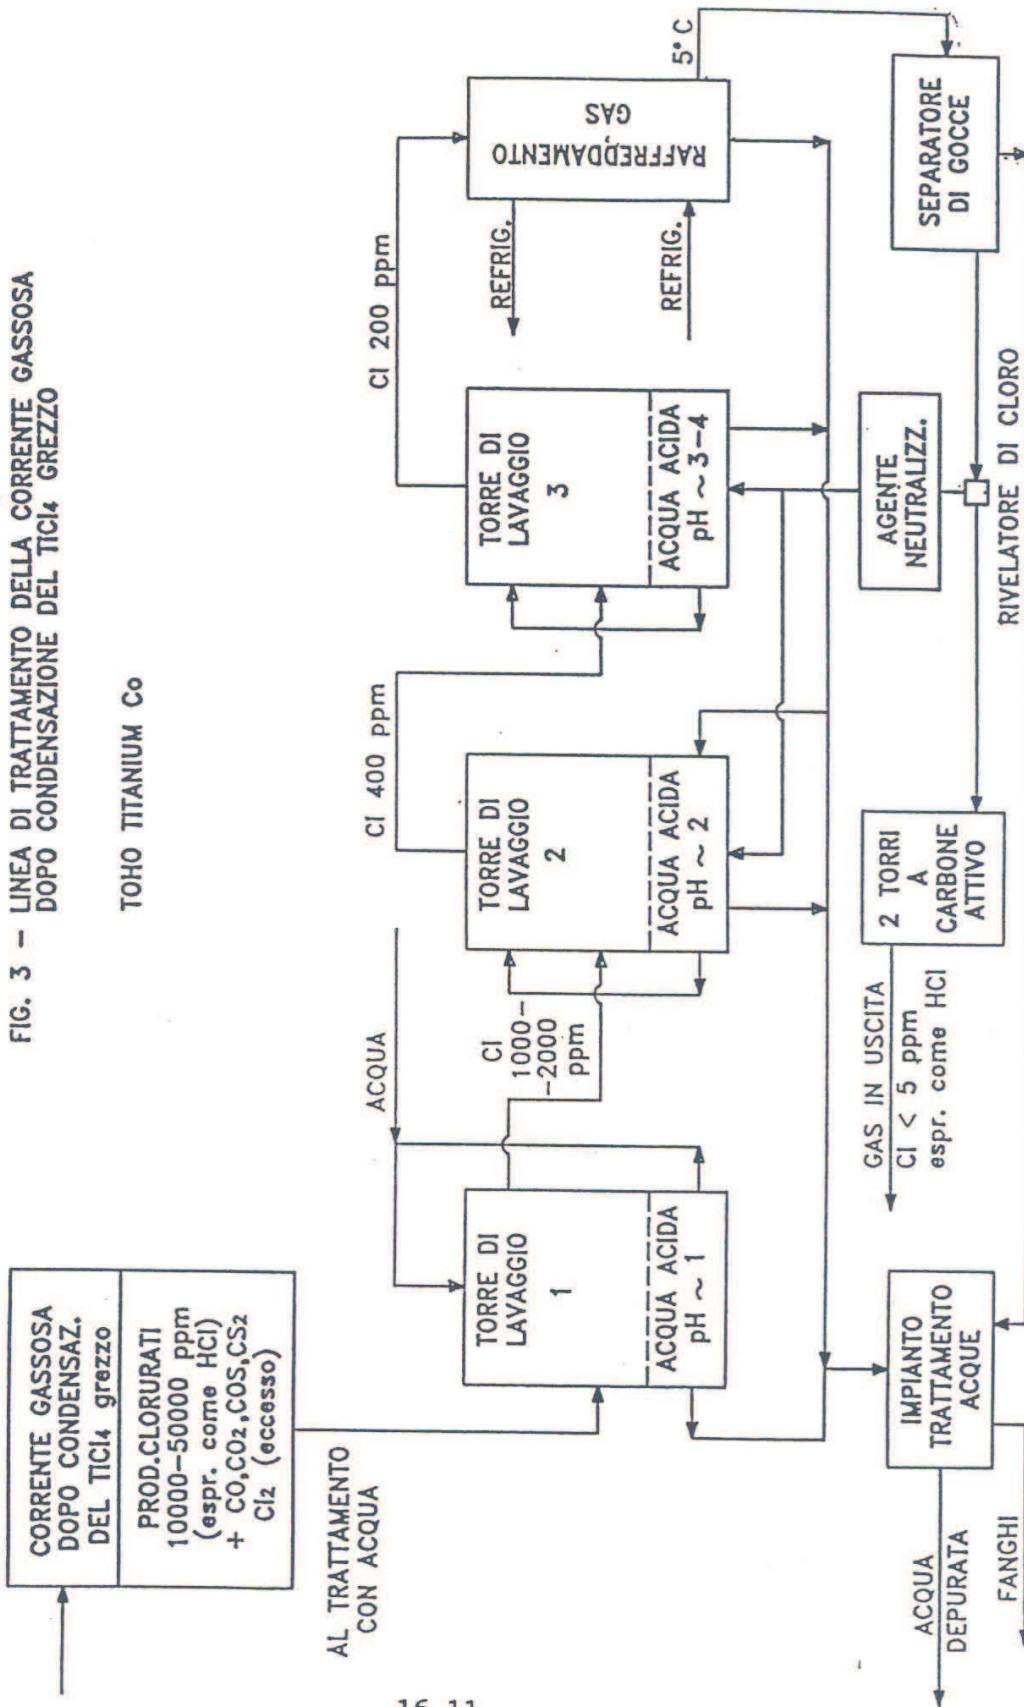 FIG. 3 - LINEA DI TRATTAMENTO DELLA CORRENTE GASSOSA
DOPO CONDENSAZIONE DEL TiCl4 GREZZO
TOHO TITANIUM Co
CORRENTE GASSOSA
DOPO CONDENSAZ.
DEL TiCl4 grezzo
PROD.CLORURATI
10000-50000 ppm
(espr. come HCl)
+ CO,CO2,COS,CS2
Cl2 (eccesso)
AL TRATTAMENTO
CON ACQUA
ACQUA
TORRE DI
LAVAGGIO
1
ACQUA ACIDA
pH ~ 1
Cl
1000-
-2000
ppm
TORRE DI
LAVAGGIO
2
ACQUA ACIDA
pH ~ 2
Cl 400 ppm
TORRE DI
LAVAGGIO
3
ACQUA ACIDA
pH ~ 3-4
Cl 200 ppm
REFRIG.
REFRIG.
RAFFREDDAMENTO
GAS
5°C
SEPARATORE
DI GOCCE
AGENTE
NEUTRALIZZ.
RIVELATORE DI CLORO
2 TORRI
A
CARBONE
ATTIVO
GAS IN USCITA
Cl < 5 ppm
espr. come HCl
IMPIANTO
TRATTAMENTO
ACQUE
ACQUA
DEPURATA
FANGHI
16.11